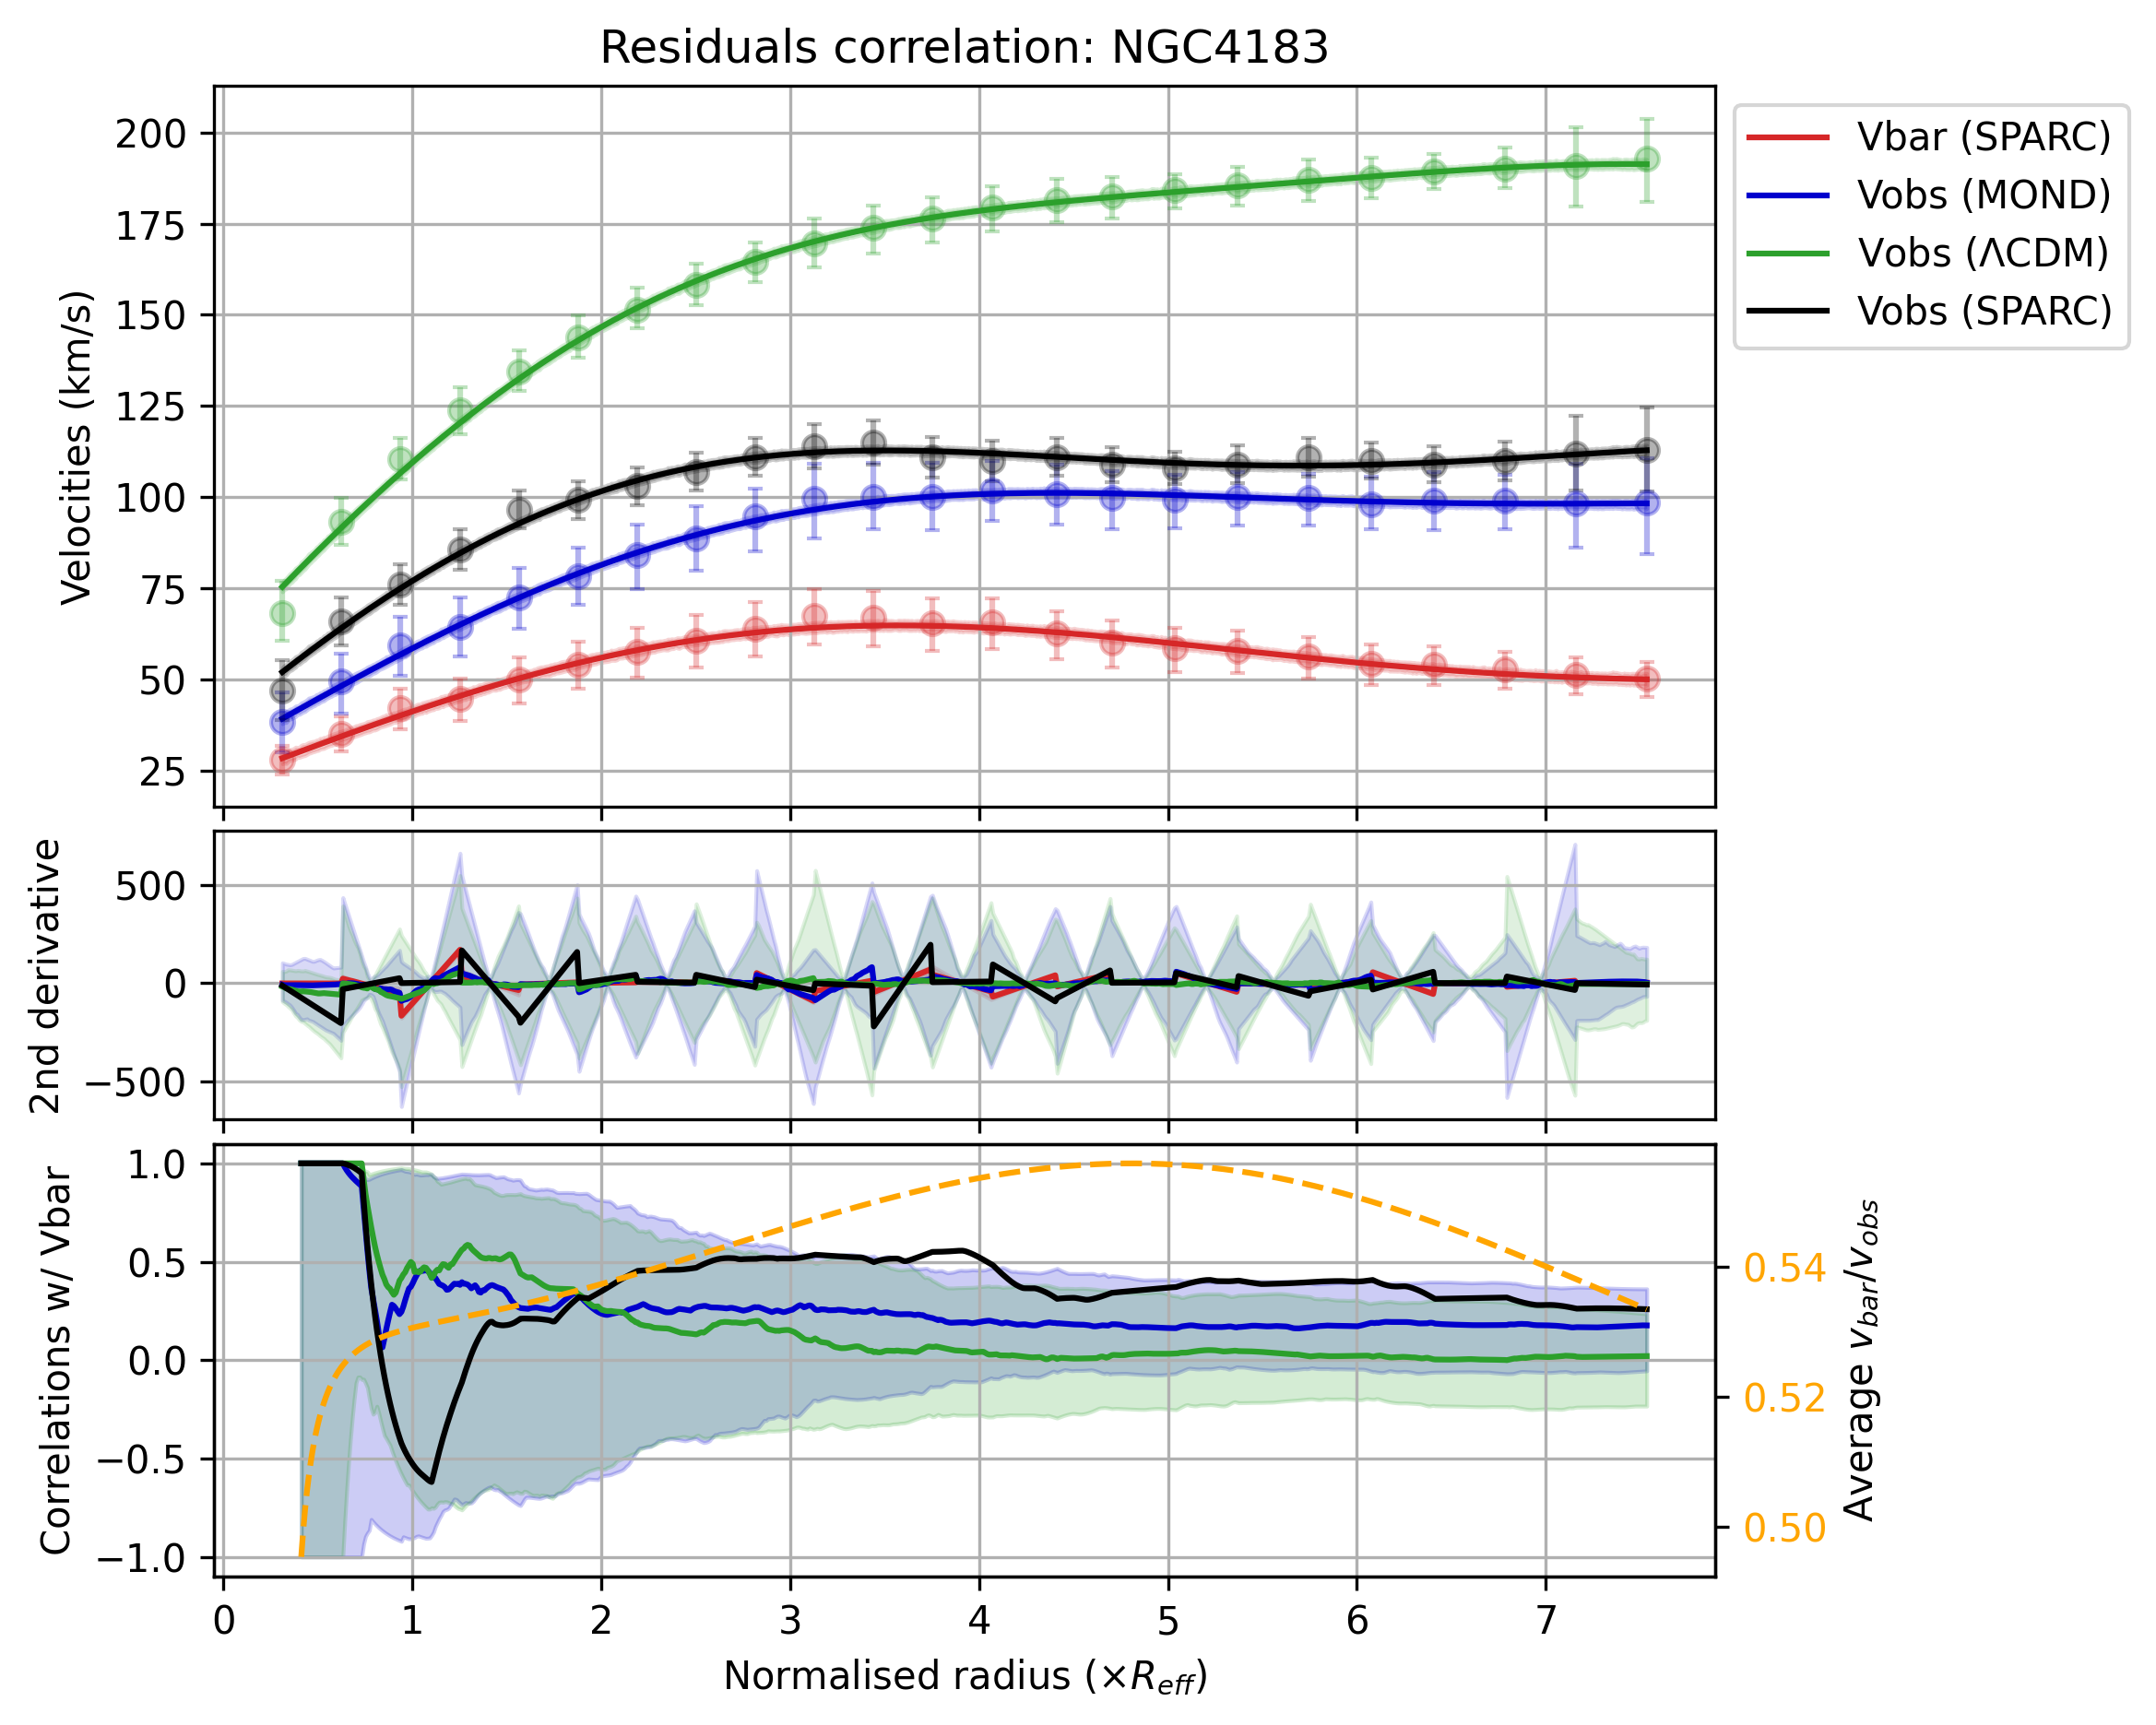 Residuals correlation: NGC4183
Velocities (km/s)
200
175
150
125
100
75
50
25
Vbar (SPARC)
Vobs (MOND)
Vobs (ΛCDM)
Vobs (SPARC)
2nd derivative
500
0
−500
Correlations w/ Vbar
1.0
0.5
0.0
−0.5
−1.0
0.54
0.52
0.50
Average v_bar/v_obs
0 1 2 3 4 5 6 7
Normalised radius (×R_eff)